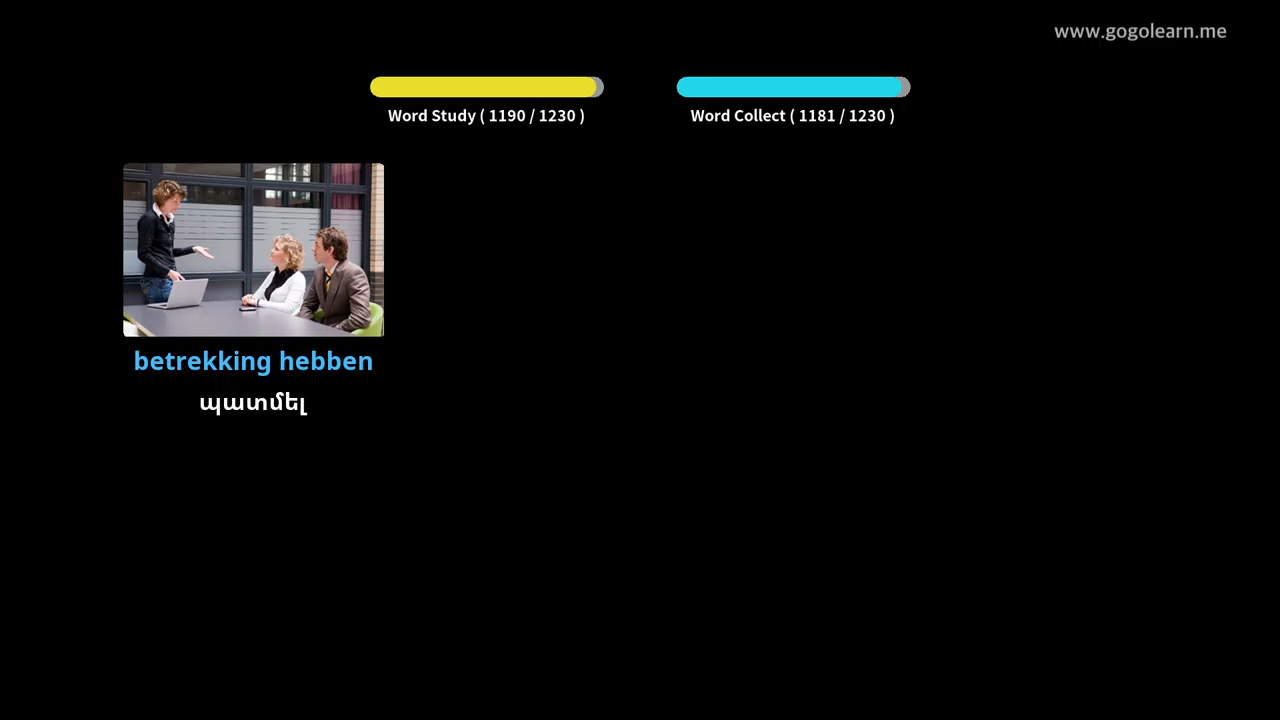 www.gogolearn.me
Word Study ( 1190 / 1230 )
Word Collect ( 1181 / 1230 )
betrekking hebben
պատմել